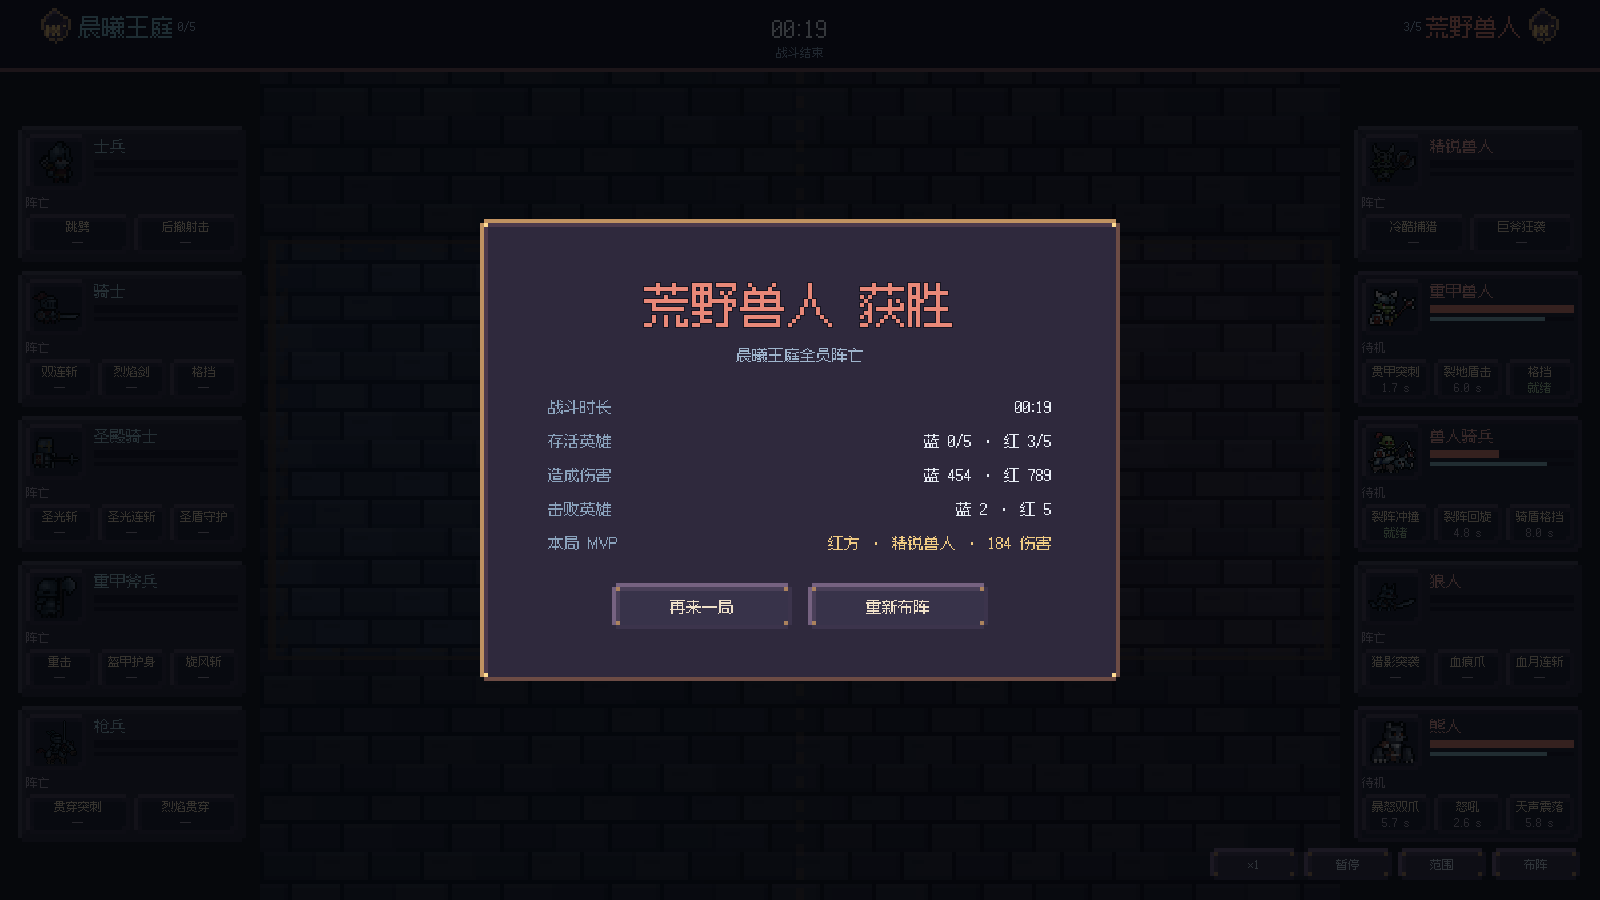 晨曦王庭 0/5
00:19
战斗结束
3/5 荒野兽人
士兵
阵亡
跳劈 后撤射击
— —
骑士
阵亡
双连斩 烈焰剑 格挡
— — —
圣殿骑士
阵亡
圣光斩 圣光连斩 圣盾守护
— — —
重甲斧兵
阵亡
重击 盔甲护身 旋风斩
— — —
枪兵
阵亡
贯穿突刺 烈焰贯穿
— —
荒野兽人 获胜
晨曦王庭全员阵亡
战斗时长 00:19
存活英雄 蓝 0/5 · 红 3/5
造成伤害 蓝 454 · 红 789
击败英雄 蓝 2 · 红 5
本局 MVP 红方 · 精锐兽人 · 184 伤害
再来一局 重新布阵
精锐兽人
阵亡
冷酷捕猎 巨斧狂袭
— —
重甲兽人
待机
贯甲突刺 裂地盾击 格挡
1.7 s 6.0 s 就绪
兽人骑兵
待机
裂阵冲撞 裂阵回旋 骑盾格挡
就绪 4.8 s 8.0 s
狼人
阵亡
猎影突袭 血痕爪 血月连斩
— — —
熊人
待机
暴怒双爪 怒吼 天声震落
5.7 s 2.6 s 5.8 s
×1 暂停 范围 布阵